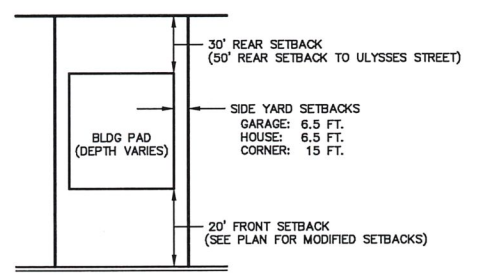 30' REAR SETBACK
(50' REAR SETBACK TO ULYSSES STREET)
SIDE YARD SETBACKS
GARAGE: 6.5 FT.
HOUSE: 6.5 FT.
CORNER: 15 FT.
BLDG PAD
(DEPTH VARIES)
20' FRONT SETBACK
(SEE PLAN FOR MODIFIED SETBACKS)